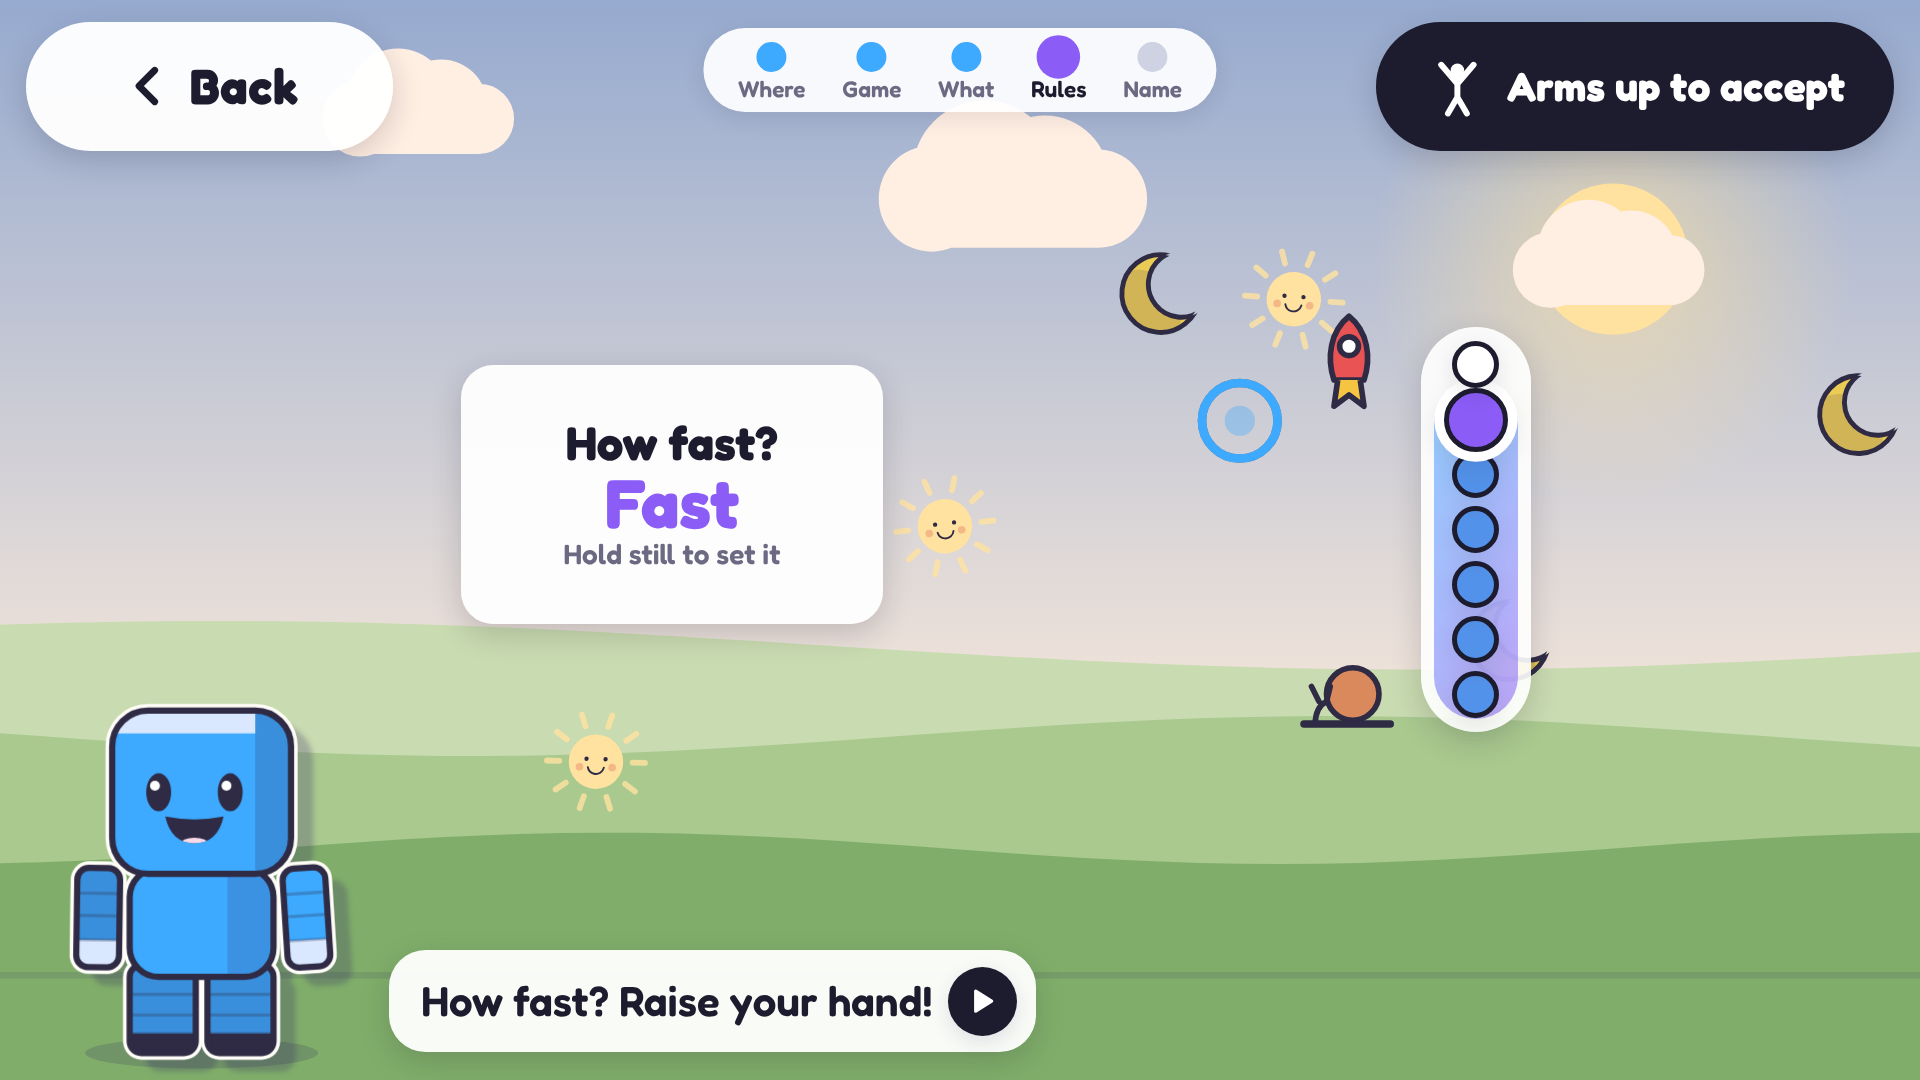 Back
Where
Game
What
Rules
Name
Arms up to accept
How fast?
Fast
Hold still to set it
How fast? Raise your hand!